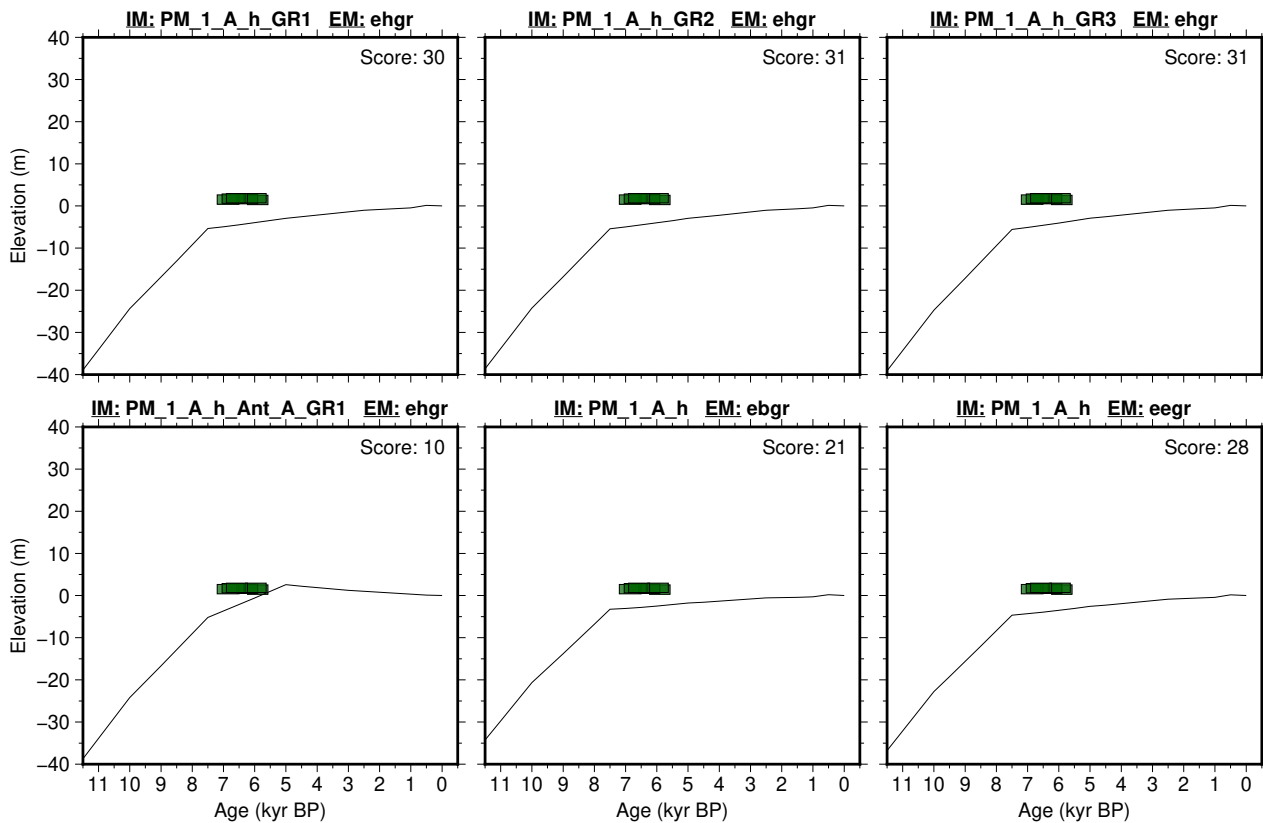 IM: PM_1_A_h_GR1 EM: ehgr
IM: PM_1_A_h_GR2 EM: ehgr
IM: PM_1_A_h_GR3 EM: ehgr
Score: 30
Score: 31
Score: 31
40
30
20
10
0
−10
−20
−30
−40
Elevation (m)
IM: PM_1_A_h_Ant_A_GR1 EM: ehgr
IM: PM_1_A_h EM: ebgr
IM: PM_1_A_h EM: eegr
Score: 10
Score: 21
Score: 28
40
30
20
10
0
−10
−20
−30
−40
Elevation (m)
11 10 9 8 7 6 5 4 3 2 1 0
11 10 9 8 7 6 5 4 3 2 1 0
11 10 9 8 7 6 5 4 3 2 1 0
Age (kyr BP)
Age (kyr BP)
Age (kyr BP)